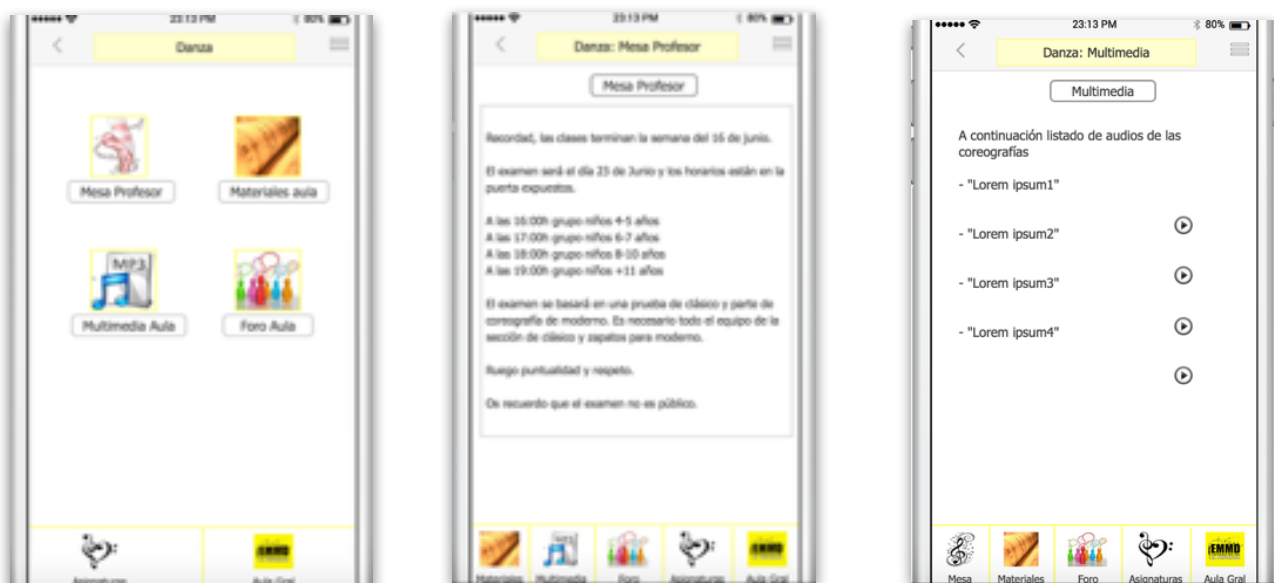 23:13 PM
80%
Danza
Mesa Profesor
Materiales aula
MP3
Multimedia Aula
Foro Aula
EMMD
Asignaturas
Aula Gral
23:13 PM
80%
Danza: Mesa Profesor
Mesa Profesor
Recordad, las clases terminan la semana del 16 de junio.
El examen será el día 23 de Junio y los horarios están en la
puerta expuestos.
A las 16:00h grupo niños 4-5 años
A las 17:00h grupo niños 6-7 años
A las 18:00h grupo niños 8-10 años
A las 19:00h grupo niños +11 años
El examen se basará en una prueba de clásico y parte de
coreografía de moderno. Es necesario todo el equipo de la
sección de clásico y zapatos para moderno.
Ruego puntualidad y respeto.
Os recuerdo que el examen no es público.
EMMD
Materiales
Multimedia
Foro
Asignaturas
Aula Gral
23:13 PM
80%
Danza: Multimedia
Multimedia
A continuación listado de audios de las
coreografías
- "Lorem ipsum1"
- "Lorem ipsum2"
- "Lorem ipsum3"
- "Lorem ipsum4"
EMMD
Mesa
Materiales
Foro
Asignaturas
Aula Gral